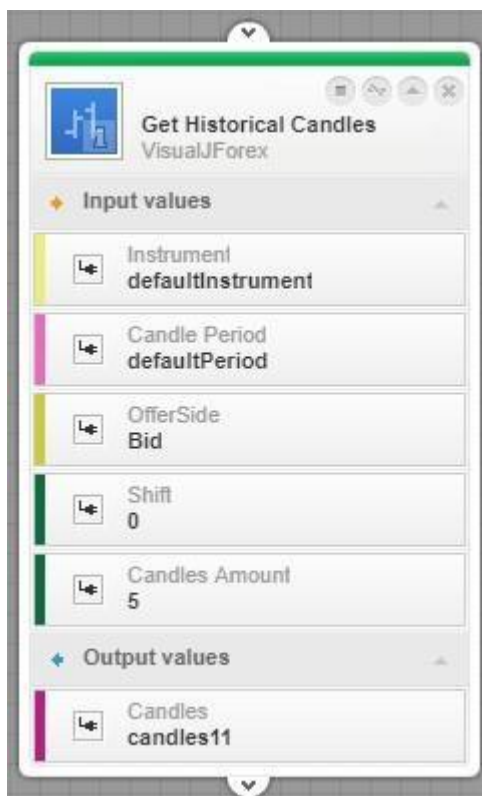 Get Historical Candles
VisualJForex
Input values
Instrument
defaultInstrument
Candle Period
defaultPeriod
OfferSide
Bid
Shift
0
Candles Amount
5
Output values
Candles
candles11